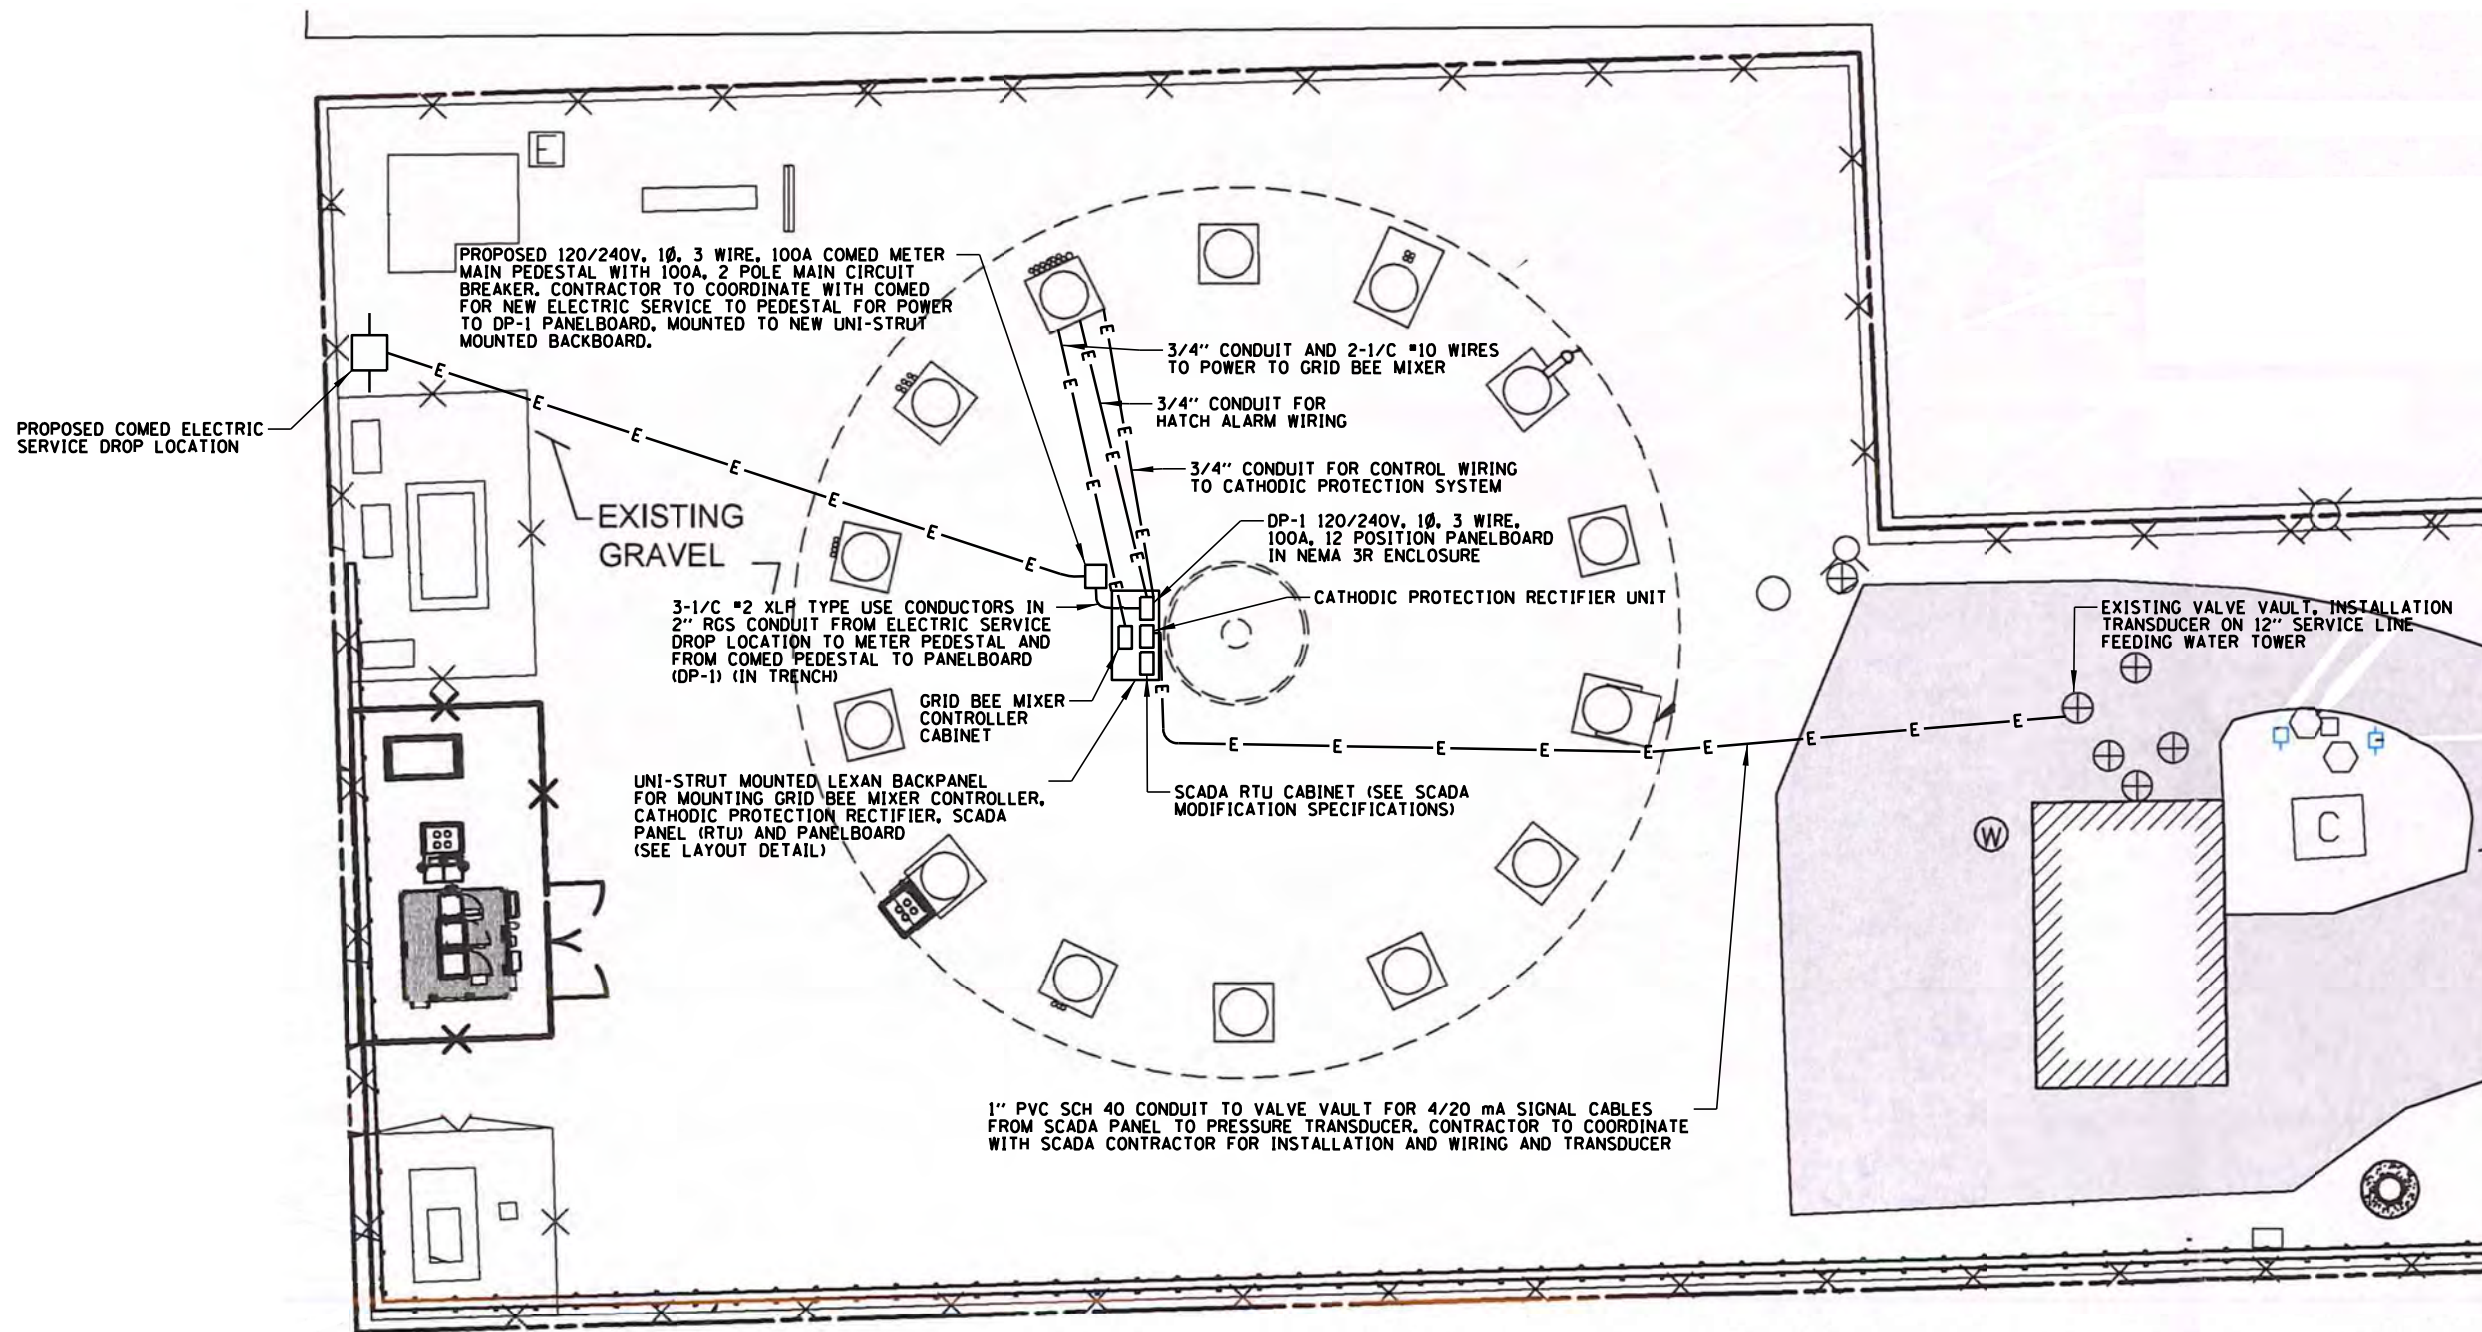 E
PROPOSED 120/240V, 1Ø, 3 WIRE, 100A COMED METER
MAIN PEDESTAL WITH 100A, 2 POLE MAIN CIRCUIT
BREAKER. CONTRACTOR TO COORDINATE WITH COMED
FOR NEW ELECTRIC SERVICE TO PEDESTAL FOR POWER
TO DP-1 PANELBOARD, MOUNTED TO NEW UNI-STRUT
MOUNTED BACKBOARD.
3/4" CONDUIT AND 2-1/C #10 WIRES
TO POWER TO GRID BEE MIXER
3/4" CONDUIT FOR
HATCH ALARM WIRING
PROPOSED COMED ELECTRIC
SERVICE DROP LOCATION
3/4" CONDUIT FOR CONTROL WIRING
TO CATHODIC PROTECTION SYSTEM
EXISTING
GRAVEL
DP-1 120/240V, 1Ø, 3 WIRE,
100A, 12 POSITION PANELBOARD
IN NEMA 3R ENCLOSURE
CATHODIC PROTECTION RECTIFIER UNIT
3-1/C #2 XLP TYPE USE CONDUCTORS IN
2" RGS CONDUIT FROM ELECTRIC SERVICE
DROP LOCATION TO METER PEDESTAL AND
FROM COMED PEDESTAL TO PANELBOARD
(DP-1) (IN TRENCH)
EXISTING VALVE VAULT, INSTALLATION
TRANSDUCER ON 12" SERVICE LINE
FEEDING WATER TOWER
GRID BEE MIXER
CONTROLLER
CABINET
UNI-STRUT MOUNTED LEXAN BACKPANEL
FOR MOUNTING GRID BEE MIXER CONTROLLER,
CATHODIC PROTECTION RECTIFIER, SCADA
PANEL (RTU) AND PANELBOARD
(SEE LAYOUT DETAIL)
SCADA RTU CABINET (SEE SCADA
MODIFICATION SPECIFICATIONS)
W
C
1" PVC SCH 40 CONDUIT TO VALVE VAULT FOR 4/20 mA SIGNAL CABLES
FROM SCADA PANEL TO PRESSURE TRANSDUCER. CONTRACTOR TO COORDINATE
WITH SCADA CONTRACTOR FOR INSTALLATION AND WIRING AND TRANSDUCER
E E E E E E E
E E E E
E E E E
E E E E
E E E E E E E E E